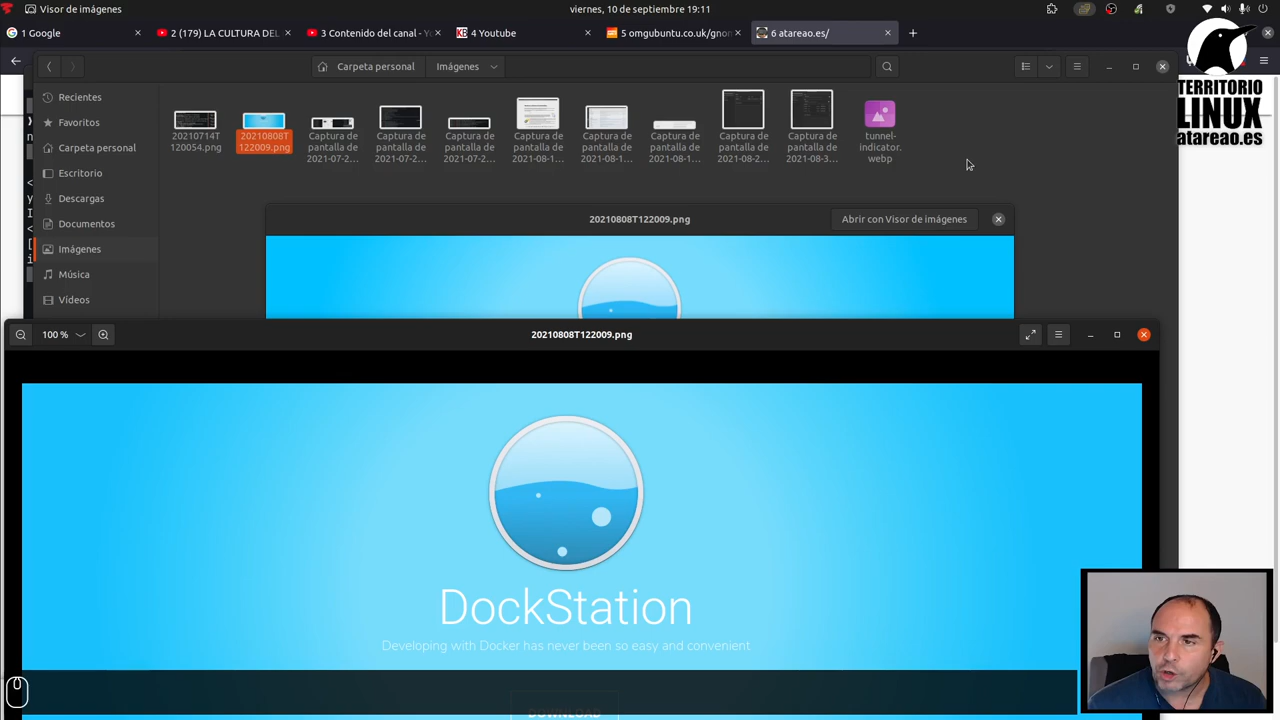 Visor de imágenes
viernes, 10 de septiembre 19:11
1 Google
2 (179) LA CULTURA DEL
3 Contenido del canal - Yo
KB 4 Youtube
5 omgubuntu.co.uk/gnom
6 atareao.es/
TERRITORIO
LINUX
atareao.es
Carpeta personal
Imágenes
Recientes
Favoritos
Carpeta personal
Escritorio
Descargas
Documentos
Imágenes
Música
Vídeos
20210714T
120054.png
20210808T
122009.png
Captura de
pantalla de
2021-07-2...
Captura de
pantalla de
2021-07-2...
Captura de
pantalla de
2021-07-2...
Captura de
pantalla de
2021-08-1...
Captura de
pantalla de
2021-08-1...
Captura de
pantalla de
2021-08-1...
Captura de
pantalla de
2021-08-2...
Captura de
pantalla de
2021-08-3...
tunnel-
indicator.
webp
20210808T122009.png
Abrir con Visor de imágenes
100 %
20210808T122009.png
DockStation
Developing with Docker has never been so easy and convenient
DOWNLOAD